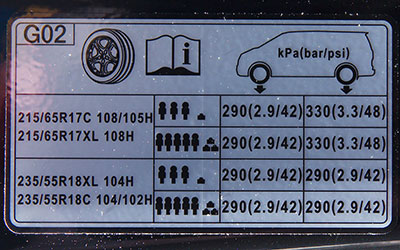 G02
i
kPa(bar/psi)
215/65R17C 108/105H 290(2.9/42) 330(3.3/48)
215/65R17XL 108H 290(2.9/42) 330(3.3/48)
235/55R18XL 104H 290(2.9/42) 290(2.9/42)
235/55R18C 104/102H 290(2.9/42) 290(2.9/42)